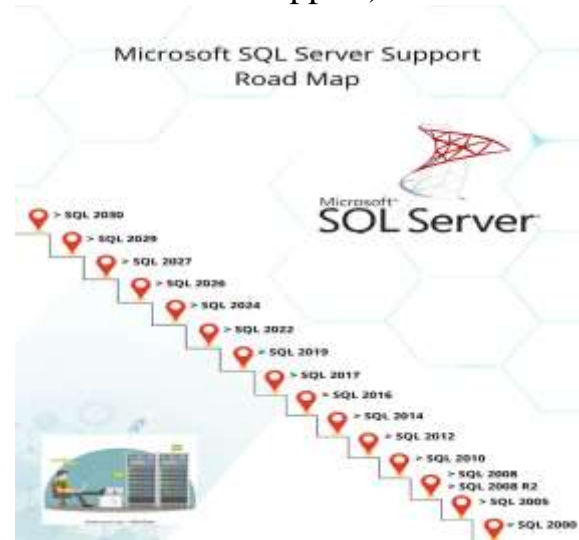 Microsoft SQL Server Support
Road Map
Microsoft
SQL Server
> SQL 2030
> SQL 2029
> SQL 2027
> SQL 2026
> SQL 2024
> SQL 2022
> SQL 2019
> SQL 2017
> SQL 2016
> SQL 2014
> SQL 2012
> SQL 2010
> SQL 2008
> SQL 2008 R2
> SQL 2005
> SQL 2000